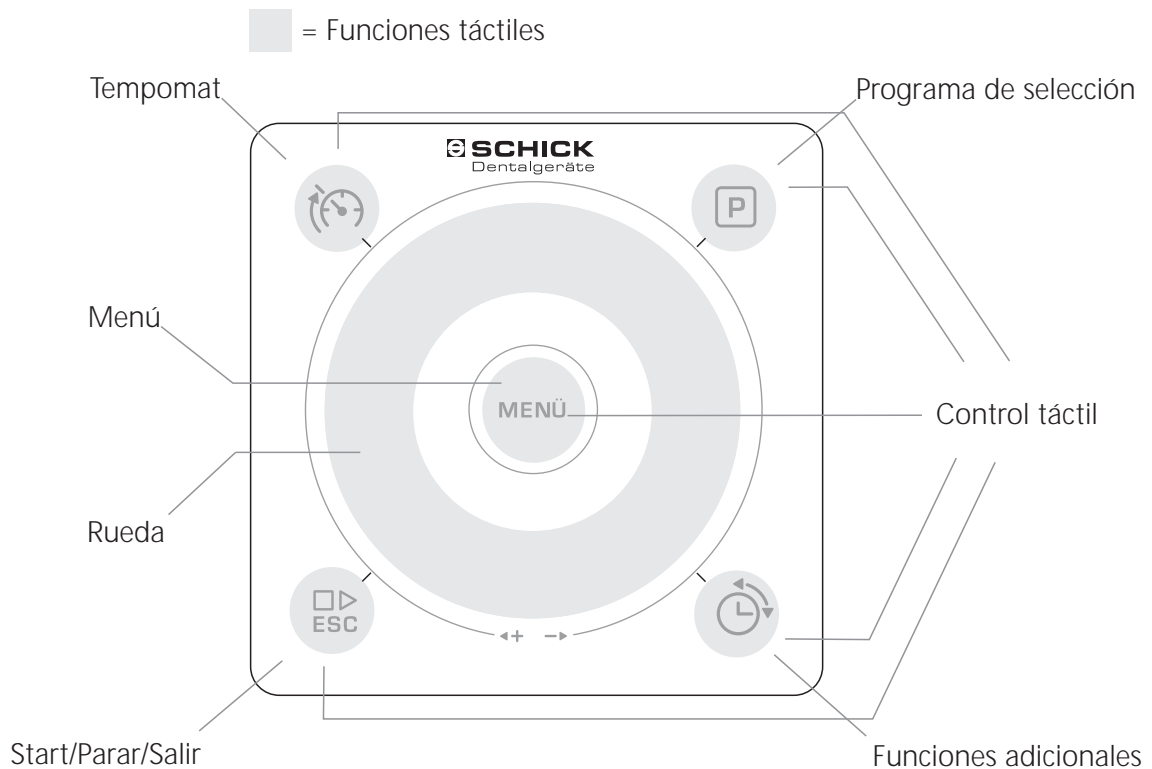 = Funciones táctiles
Tempomat
Programa de selección
SCHICK
Dentalgeräte
P
Menú
MENÜ
Control táctil
Rueda
ESC
+ −
Start/Parar/Salir
Funciones adicionales